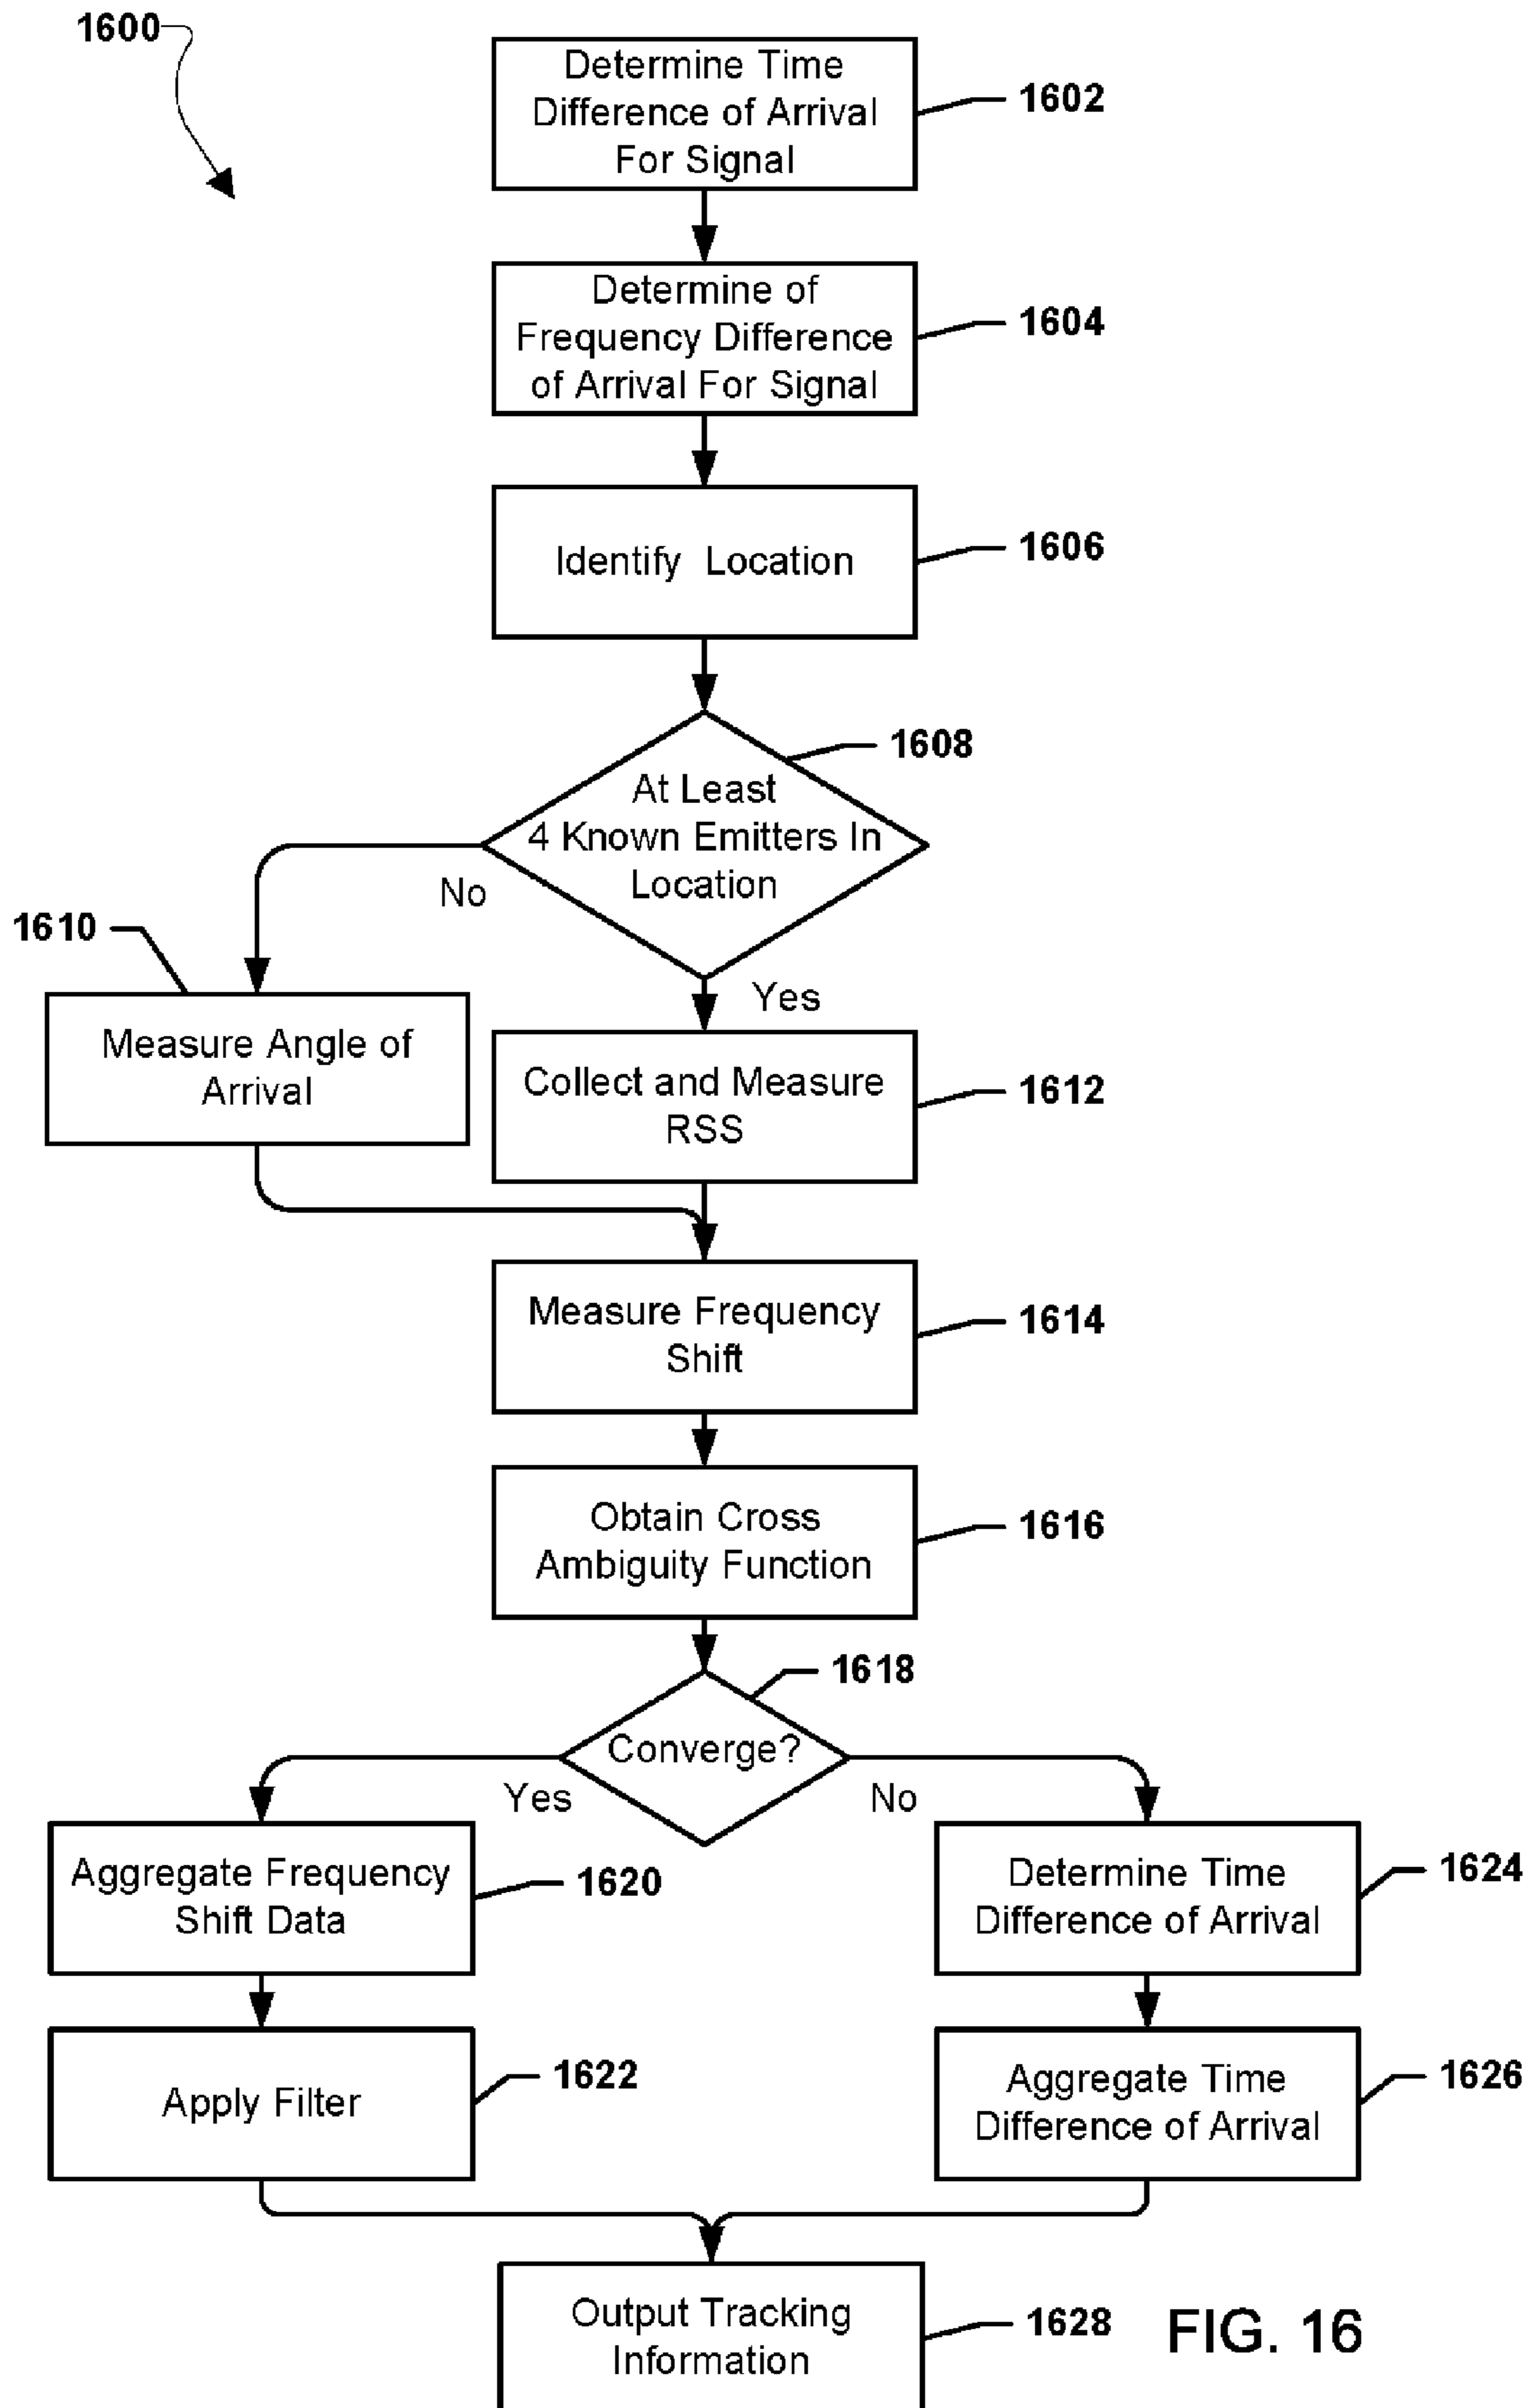 1600
Determine Time
Difference of Arrival
For Signal
1602
Determine of
Frequency Difference
of Arrival For Signal
1604
Identify Location
1606
1608
At Least
4 Known Emitters In
Location
No
Yes
1610
Measure Angle of
Arrival
Collect and Measure
RSS
1612
Measure Frequency
Shift
1614
Obtain Cross
Ambiguity Function
1616
1618
Converge?
Yes
No
Aggregate Frequency
Shift Data
1620
Determine Time
Difference of Arrival
1624
Apply Filter
1622
Aggregate Time
Difference of Arrival
1626
Output Tracking
Information
1628
FIG. 16